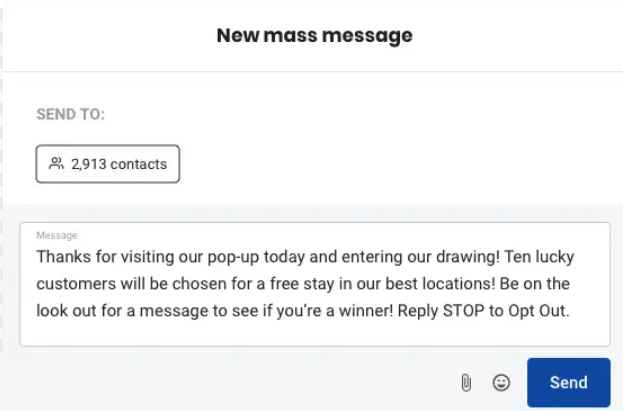 New mass message
SEND TO:
2,913 contacts
Message
Thanks for visiting our pop-up today and entering our drawing! Ten lucky
customers will be chosen for a free stay in our best locations! Be on the
look out for a message to see if you’re a winner! Reply STOP to Opt Out.
Send